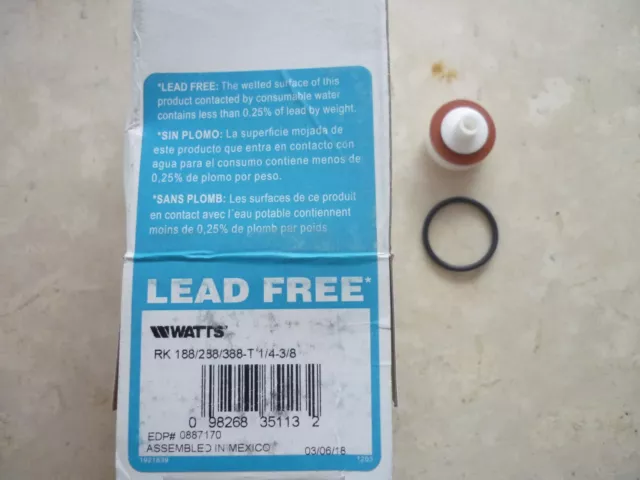 *LEAD FREE: The wetted surface of this
product contacted by consumable water
contains less than 0.25% of lead by weight.
*SIN PLOMO: La superficie mojada de
este producto que entra en contacto con
agua para el consumo contiene menos de
0,25% de plomo por peso.
*SANS PLOMB: Les surfaces de ce produit
en contact avec l'eau potable contiennent
moins de 0,25% de plomb par poids
LEAD FREE*
WATTS®
RK 188/288/388-T 1/4-3/8
0 98268 35113 2
EDP# 0887170
ASSEMBLED IN MEXICO 03/06/18